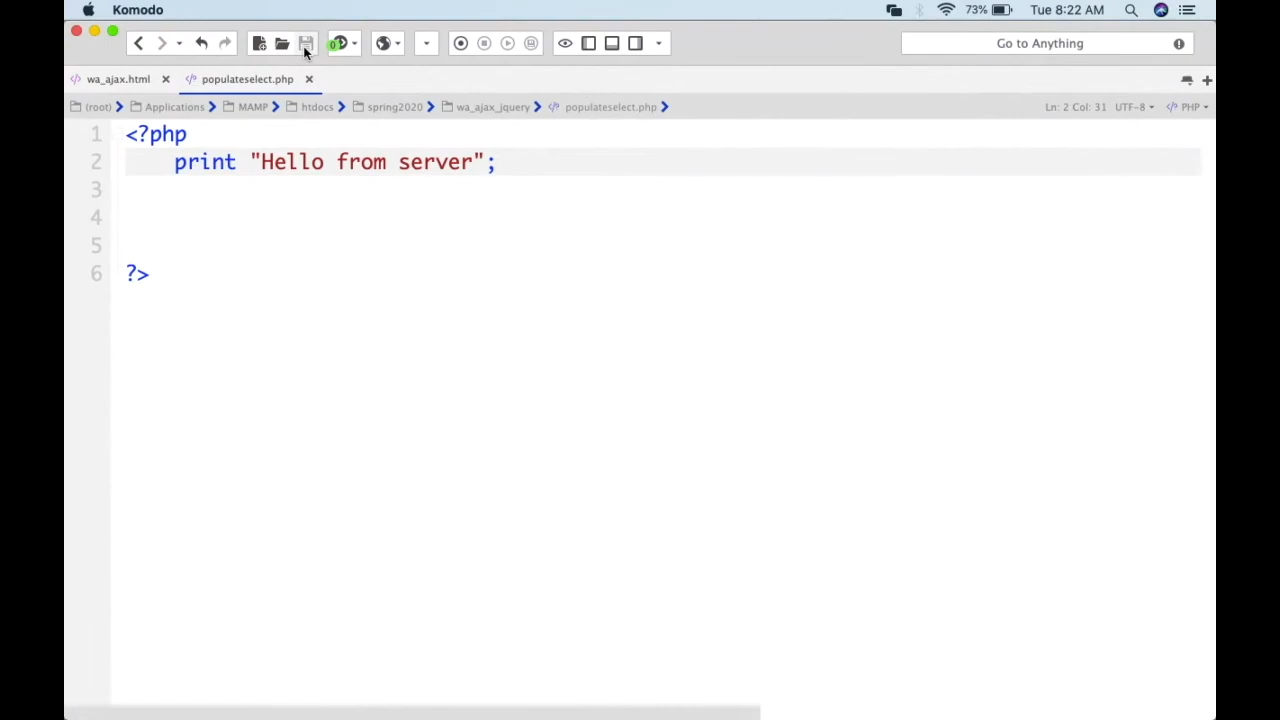 Komodo 73% Tue 8:22 AM
0 Go to Anything
wa_ajax.html populateselect.php
(root) Applications MAMP htdocs spring2020 wa_ajax_jquery populateselect.php Ln: 2 Col: 31 UTF-8 PHP
1 <?php
2 print "Hello from server";
3
4
5
6 ?>